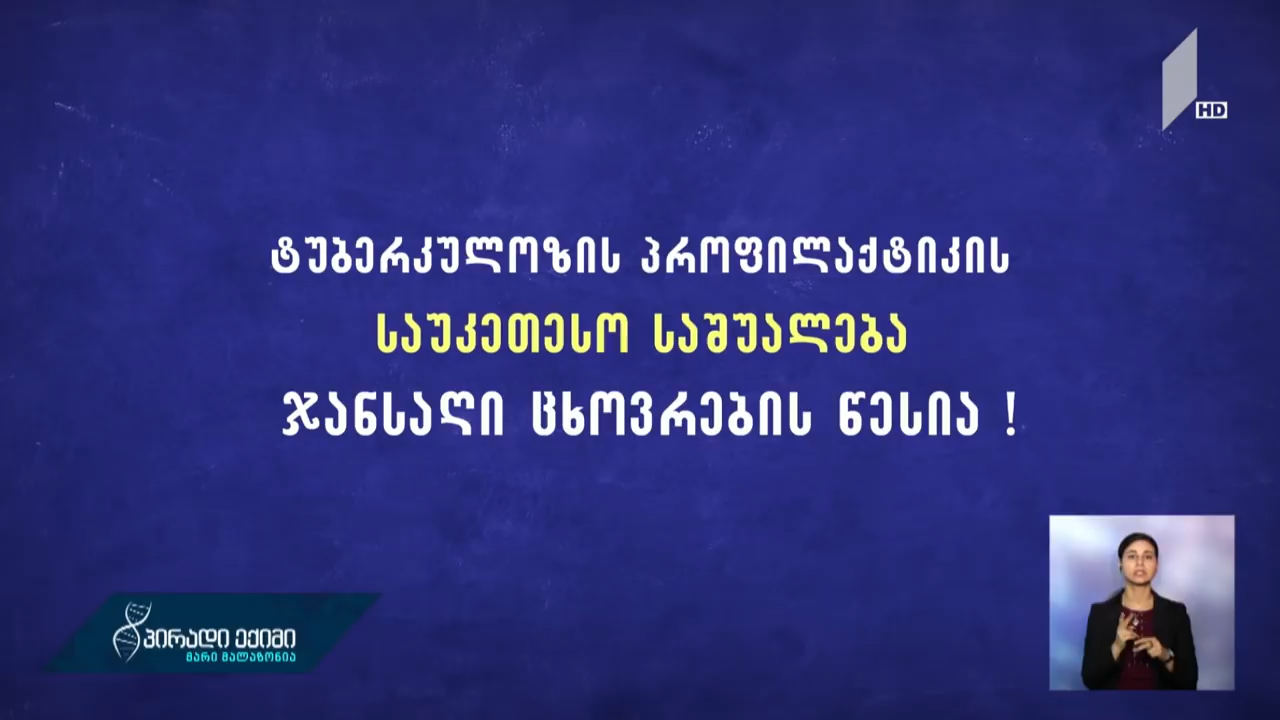 HD
ტუბერკულოზის პროფილაქტიკის
საუკეთესო საშუალება
ჯანსაღი ცხოვრების წესია !
პირადი ექიმი
მარი მალაზონია